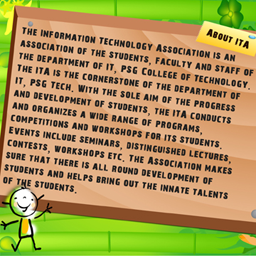 About ITA
The Information Technology Association is an
association of the students, faculty and staff of
the department of IT, PSG College of Technology.
The ITA is the cornerstone of the department of
IT, PSG Tech. With the sole aim of the progress
and development of students, the ITA conducts
and organizes a wide range of programs,
competitions and workshops for its students.
Events include seminars, distinguished lectures,
contests, workshops etc. The Association makes
sure that there is all round development of
students and helps bring out the innate talents
of the students.